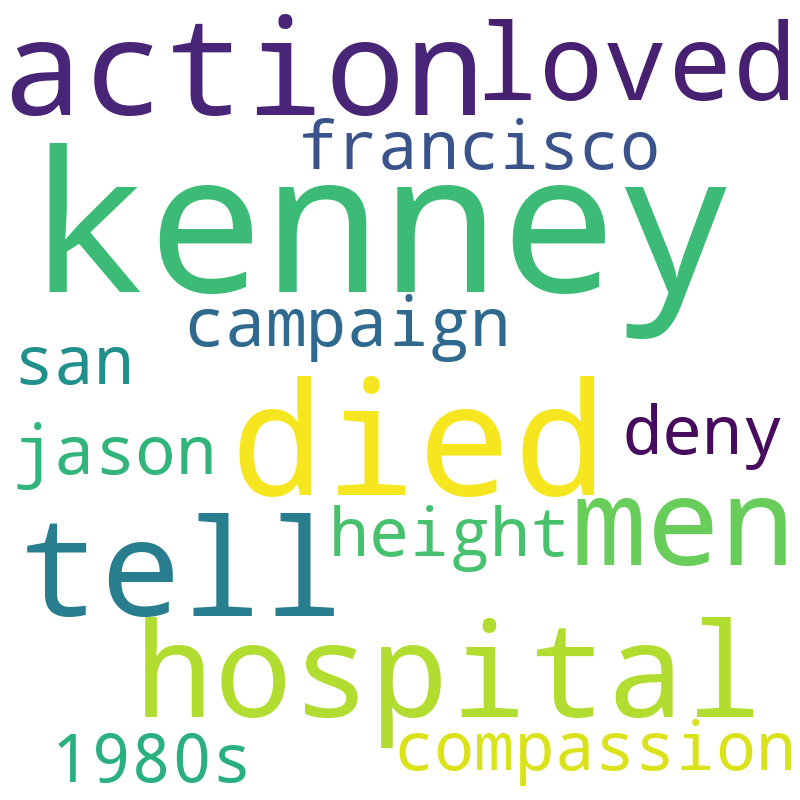 action loved
francisco
kenney
campaign
san
died
deny
jason
men
tell
height
hospital
1980s
compassion